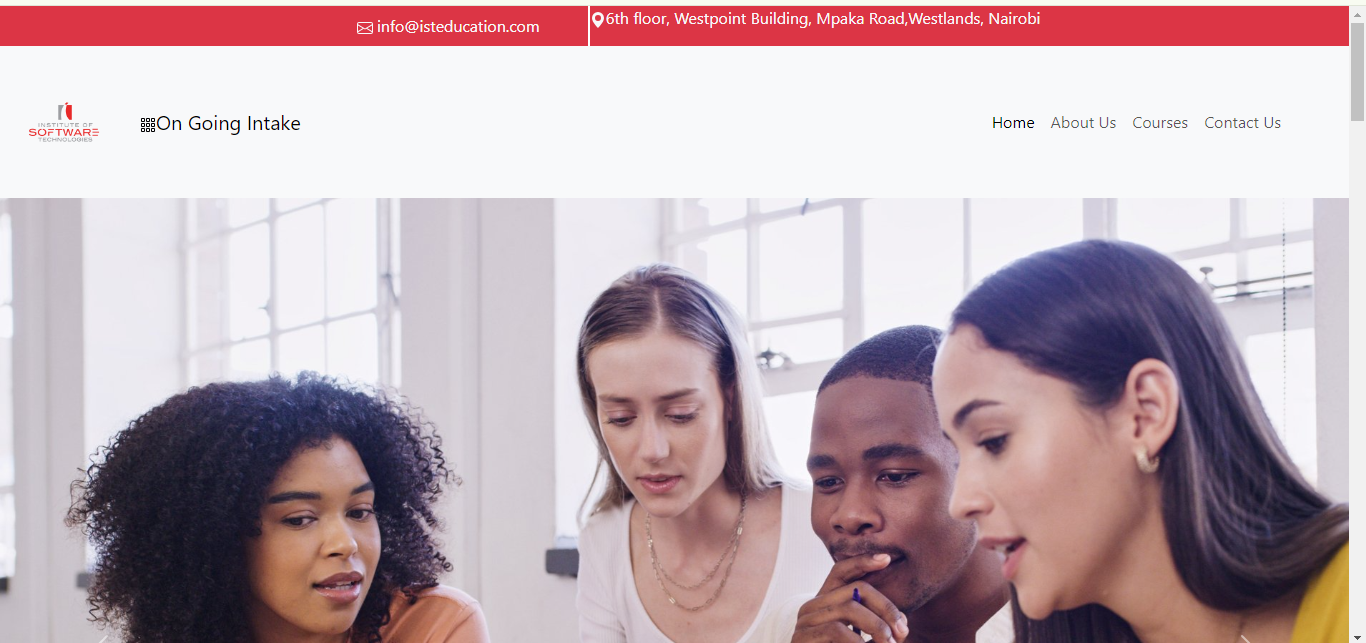 info@isteducation.com
6th floor, Westpoint Building, Mpaka Road,Westlands, Nairobi
INSTITUTE OF
SOFTWARE
TECHNOLOGIES
On Going Intake
Home About Us Courses Contact Us